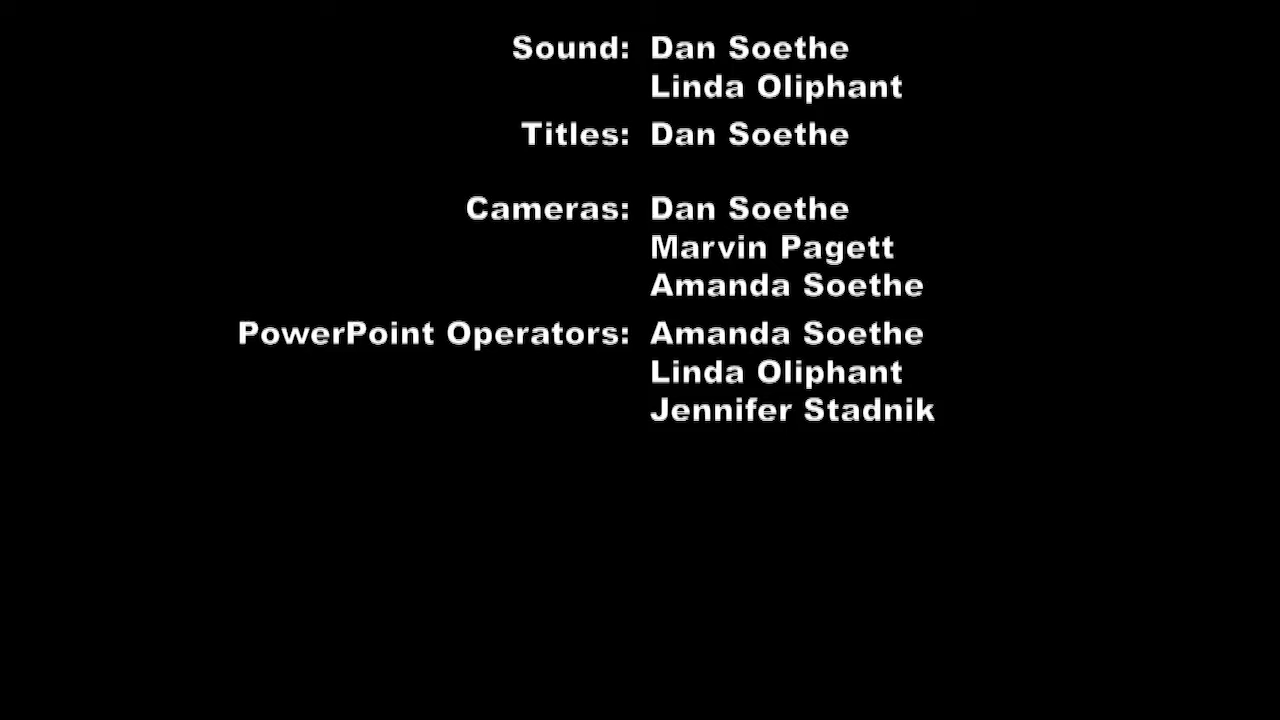 Sound: Dan Soethe
Linda Oliphant
Titles: Dan Soethe
Cameras: Dan Soethe
Marvin Pagett
Amanda Soethe
PowerPoint Operators: Amanda Soethe
Linda Oliphant
Jennifer Stadnik